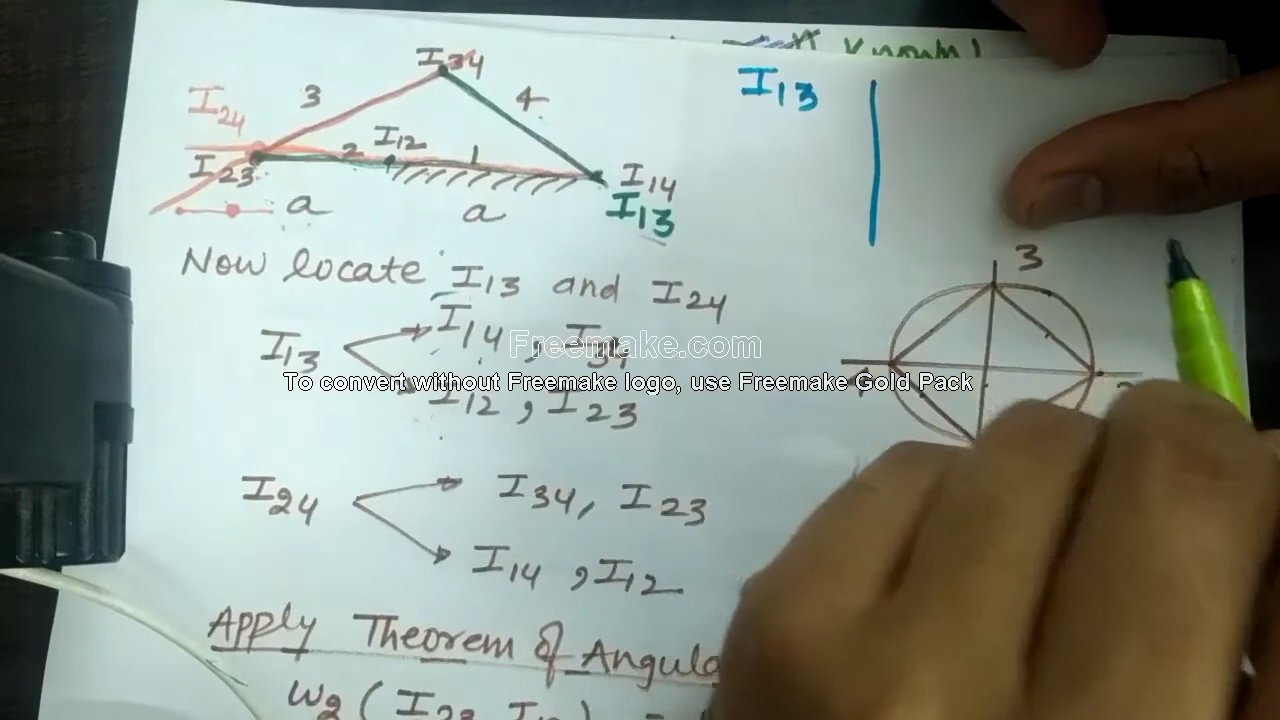 I34
3
4
I13
I24
I12
2
1
I23
I14
I13
a
a
Now locate I13 and I24
3
I13
I14 , I34
I12 , I23
Freemake.com
To convert without Freemake logo, use Freemake Gold Pack
I24
I34, I23
I14 , I12
Apply Theorem of